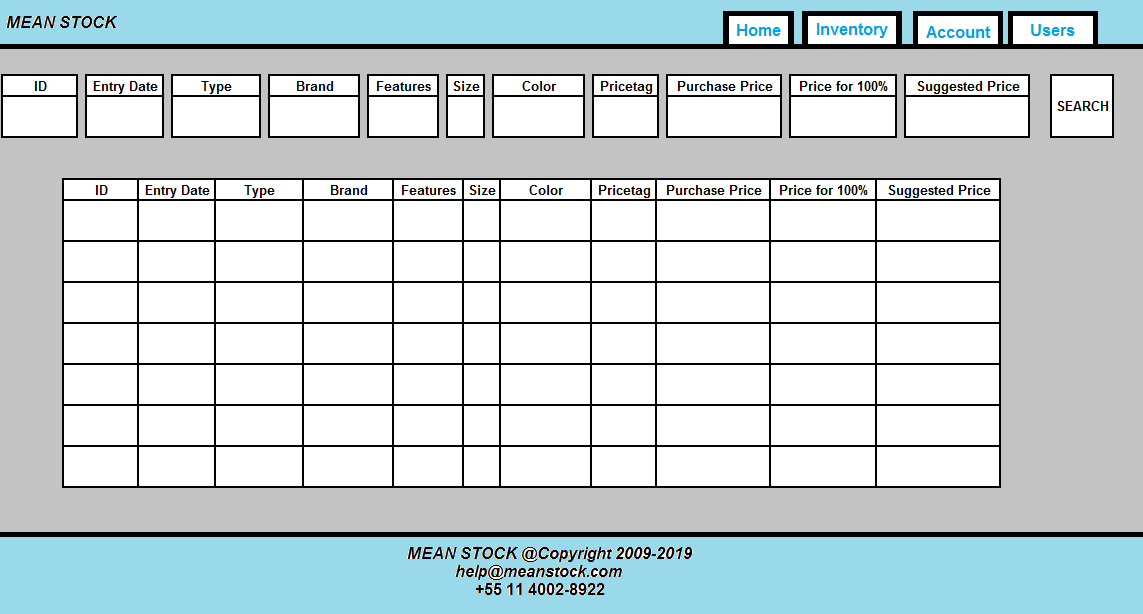 MEAN STOCK
Home Inventory Account Users
ID Entry Date Type Brand Features Size Color Pricetag Purchase Price Price for 100% Suggested Price
SEARCH
ID Entry Date Type Brand Features Size Color Pricetag Purchase Price Price for 100% Suggested Price
MEAN STOCK @Copyright 2009-2019
help@meanstock.com
+55 11 4002-8922